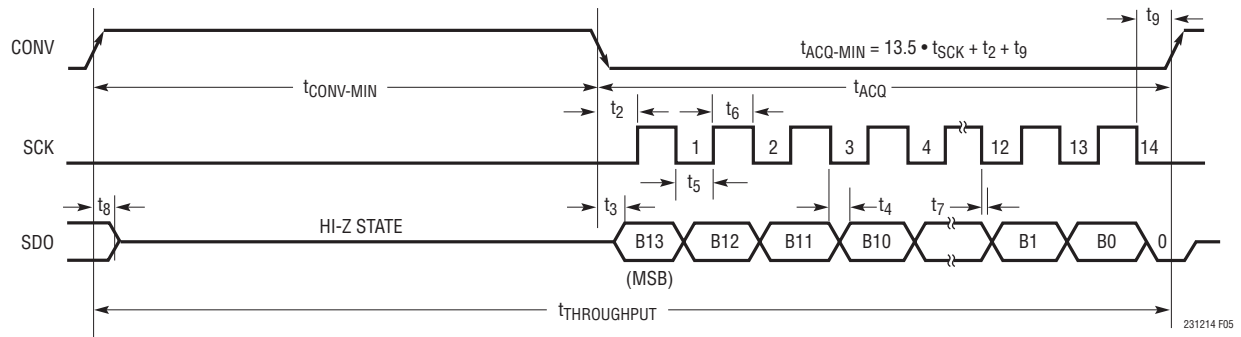 CONV
t9
tACQ-MIN = 13.5 • tSCK + t2 + t9
tCONV-MIN
tACQ
t2
t6
SCK
1 2 3 4 12 13 14
t5
t8
t3
t4
t7
SDO
HI-Z STATE
B13 B12 B11 B10 B1 B0 0
(MSB)
tTHROUGHPUT
231214 F05